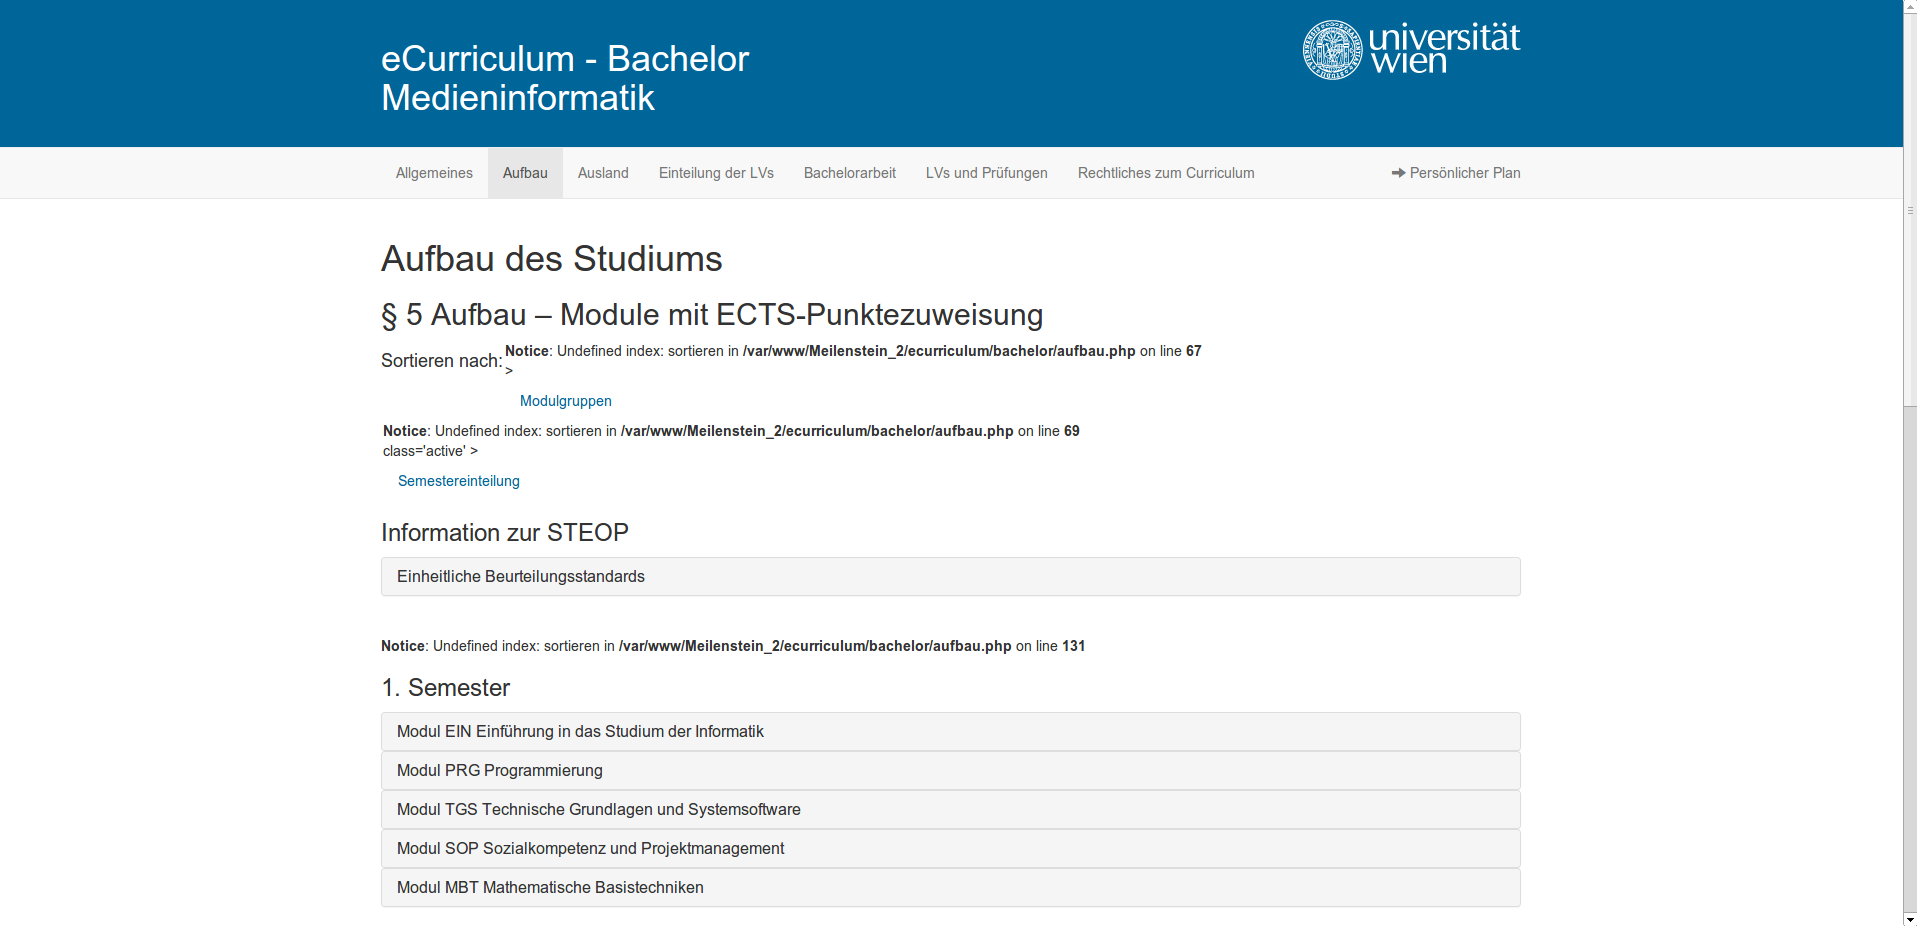 eCurriculum - Bachelor
Medieninformatik
universität
wien
Allgemeines Aufbau Ausland Einteilung der LVs Bachelorarbeit LVs und Prüfungen Rechtliches zum Curriculum Persönlicher Plan
Aufbau des Studiums
§ 5 Aufbau – Module mit ECTS-Punktezuweisung
Sortieren nach: Notice: Undefined index: sortieren in /var/www/Meilenstein_2/ecurriculum/bachelor/aufbau.php on line 67
>
Modulgruppen
Notice: Undefined index: sortieren in /var/www/Meilenstein_2/ecurriculum/bachelor/aufbau.php on line 69
class='active' >
Semestereinteilung
Information zur STEOP
Einheitliche Beurteilungsstandards
Notice: Undefined index: sortieren in /var/www/Meilenstein_2/ecurriculum/bachelor/aufbau.php on line 131
1. Semester
Modul EIN Einführung in das Studium der Informatik
Modul PRG Programmierung
Modul TGS Technische Grundlagen und Systemsoftware
Modul SOP Sozialkompetenz und Projektmanagement
Modul MBT Mathematische Basistechniken